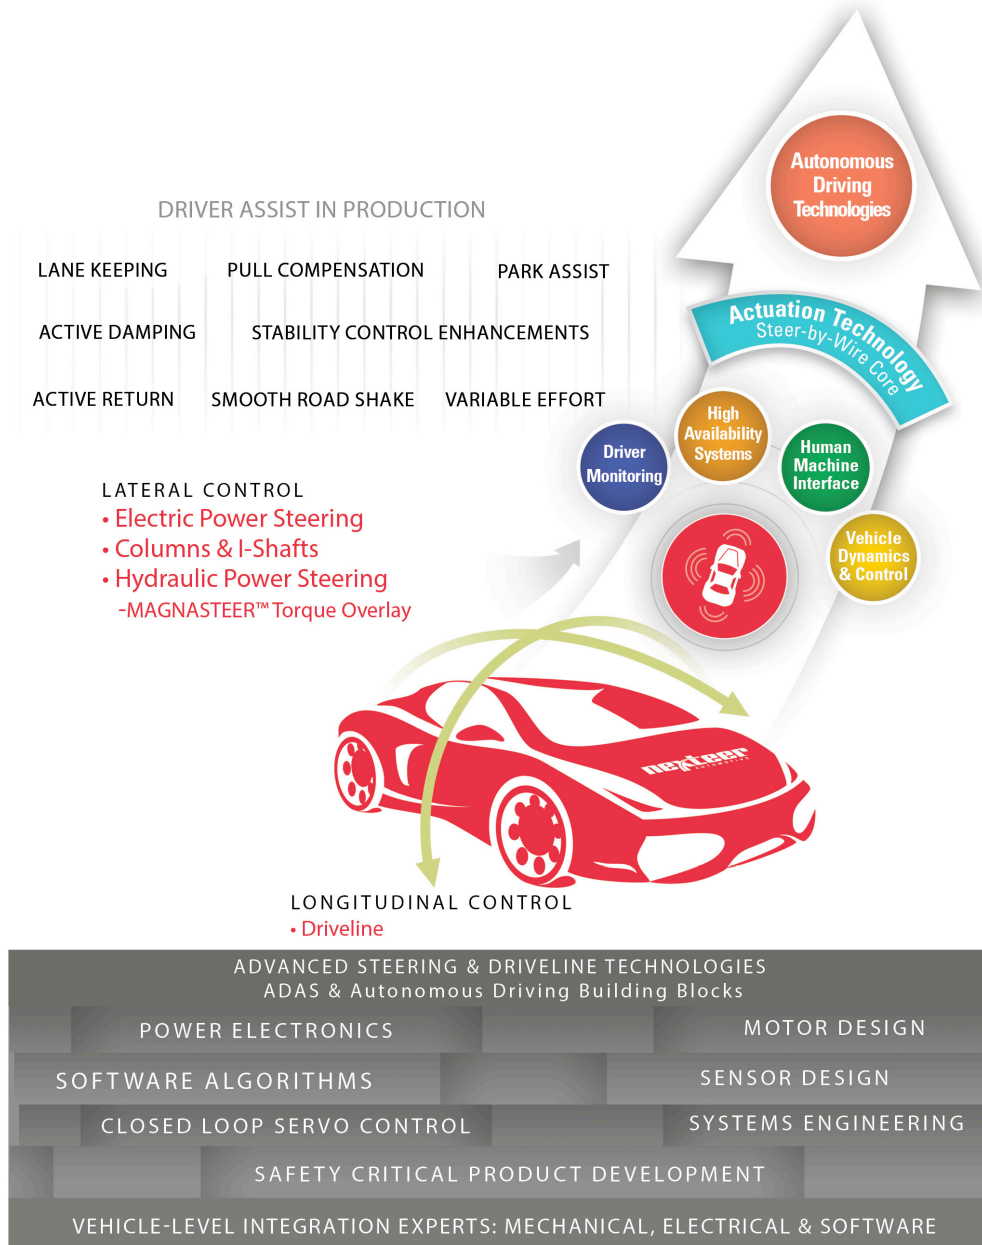 Autonomous
Driving
Technologies
DRIVER ASSIST IN PRODUCTION
LANE KEEPING
PULL COMPENSATION
PARK ASSIST
ACTIVE DAMPING
STABILITY CONTROL ENHANCEMENTS
ACTIVE RETURN
SMOOTH ROAD SHAKE
VARIABLE EFFORT
Actuation Technology
Steer-by-Wire Core
High
Availability
Systems
Driver
Monitoring
Human
Machine
Interface
Vehicle
Dynamics
& Control
LATERAL CONTROL
• Electric Power Steering
• Columns & I-Shafts
• Hydraulic Power Steering
-MAGNASTEER™ Torque Overlay
nexteer
AUTOMOTIVE
LONGITUDINAL CONTROL
• Driveline
ADVANCED STEERING & DRIVELINE TECHNOLOGIES
ADAS & Autonomous Driving Building Blocks
POWER ELECTRONICS
MOTOR DESIGN
SOFTWARE ALGORITHMS
SENSOR DESIGN
CLOSED LOOP SERVO CONTROL
SYSTEMS ENGINEERING
SAFETY CRITICAL PRODUCT DEVELOPMENT
VEHICLE-LEVEL INTEGRATION EXPERTS: MECHANICAL, ELECTRICAL & SOFTWARE